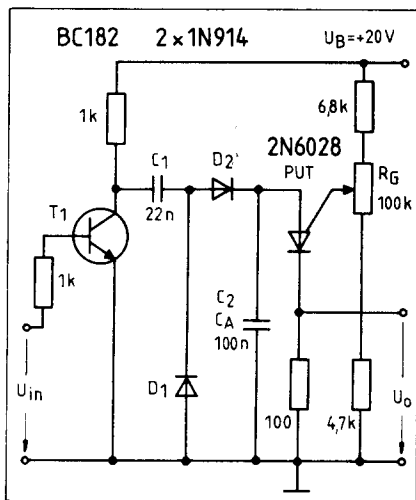 BC182 2 x 1N914
U_B=+20V
1k
6,8k
2N6028
PUT
C1
D2
R_G
100k
22n
T1
1k
C2
C_A
100n
U_in
D1
100
4,7k
U_o